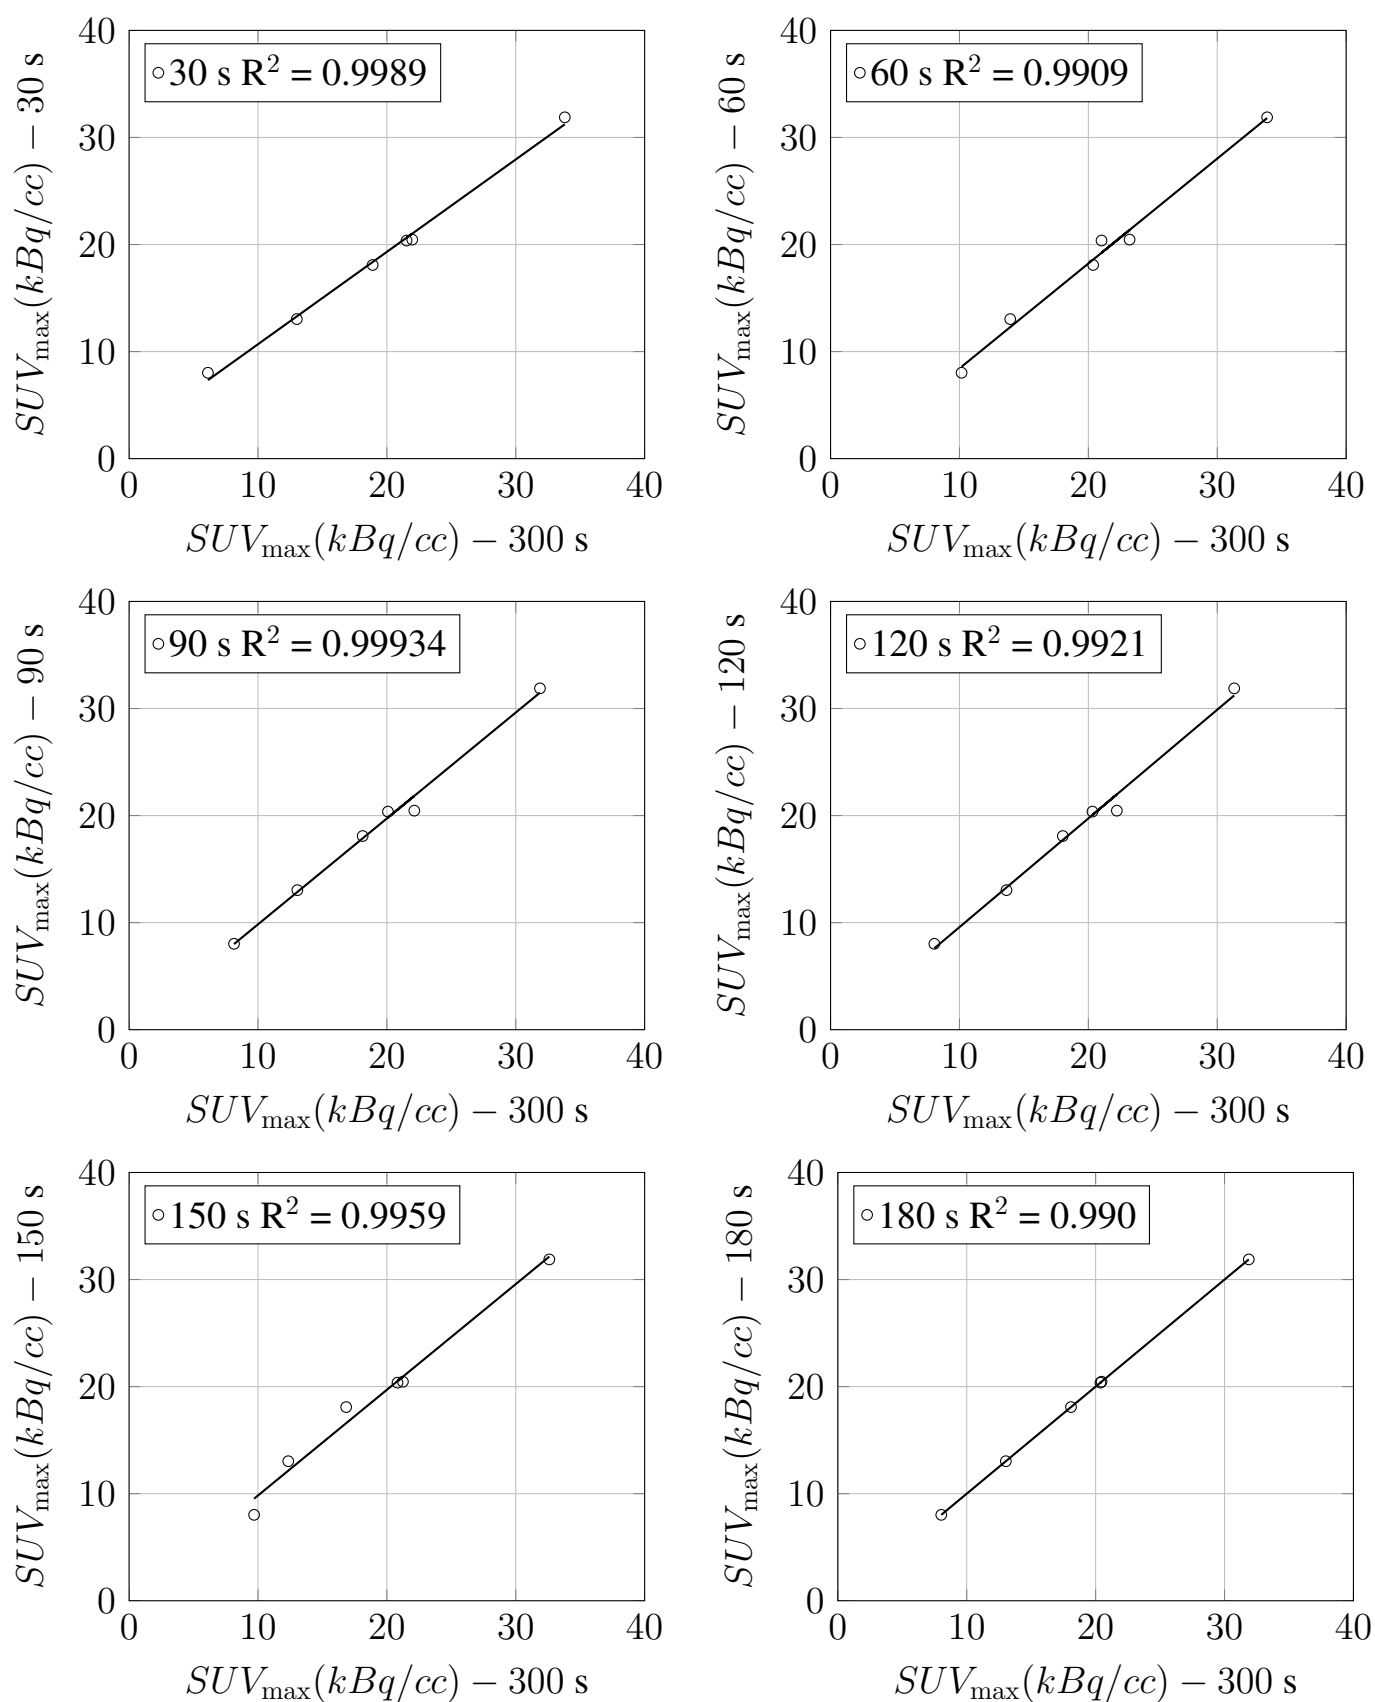 40
30
20
10
0
0 10 20 30 40
30 s R² = 0.9989
SUVmax(kBq/cc) − 30 s
SUVmax(kBq/cc) − 300 s
40
30
20
10
0
0 10 20 30 40
60 s R² = 0.9909
SUVmax(kBq/cc) − 60 s
SUVmax(kBq/cc) − 300 s
40
30
20
10
0
0 10 20 30 40
90 s R² = 0.99934
SUVmax(kBq/cc) − 90 s
SUVmax(kBq/cc) − 300 s
40
30
20
10
0
0 10 20 30 40
120 s R² = 0.9921
SUVmax(kBq/cc) − 120 s
SUVmax(kBq/cc) − 300 s
40
30
20
10
0
0 10 20 30 40
150 s R² = 0.9959
SUVmax(kBq/cc) − 150 s
SUVmax(kBq/cc) − 300 s
40
30
20
10
0
0 10 20 30 40
180 s R² = 0.990
SUVmax(kBq/cc) − 180 s
SUVmax(kBq/cc) − 300 s